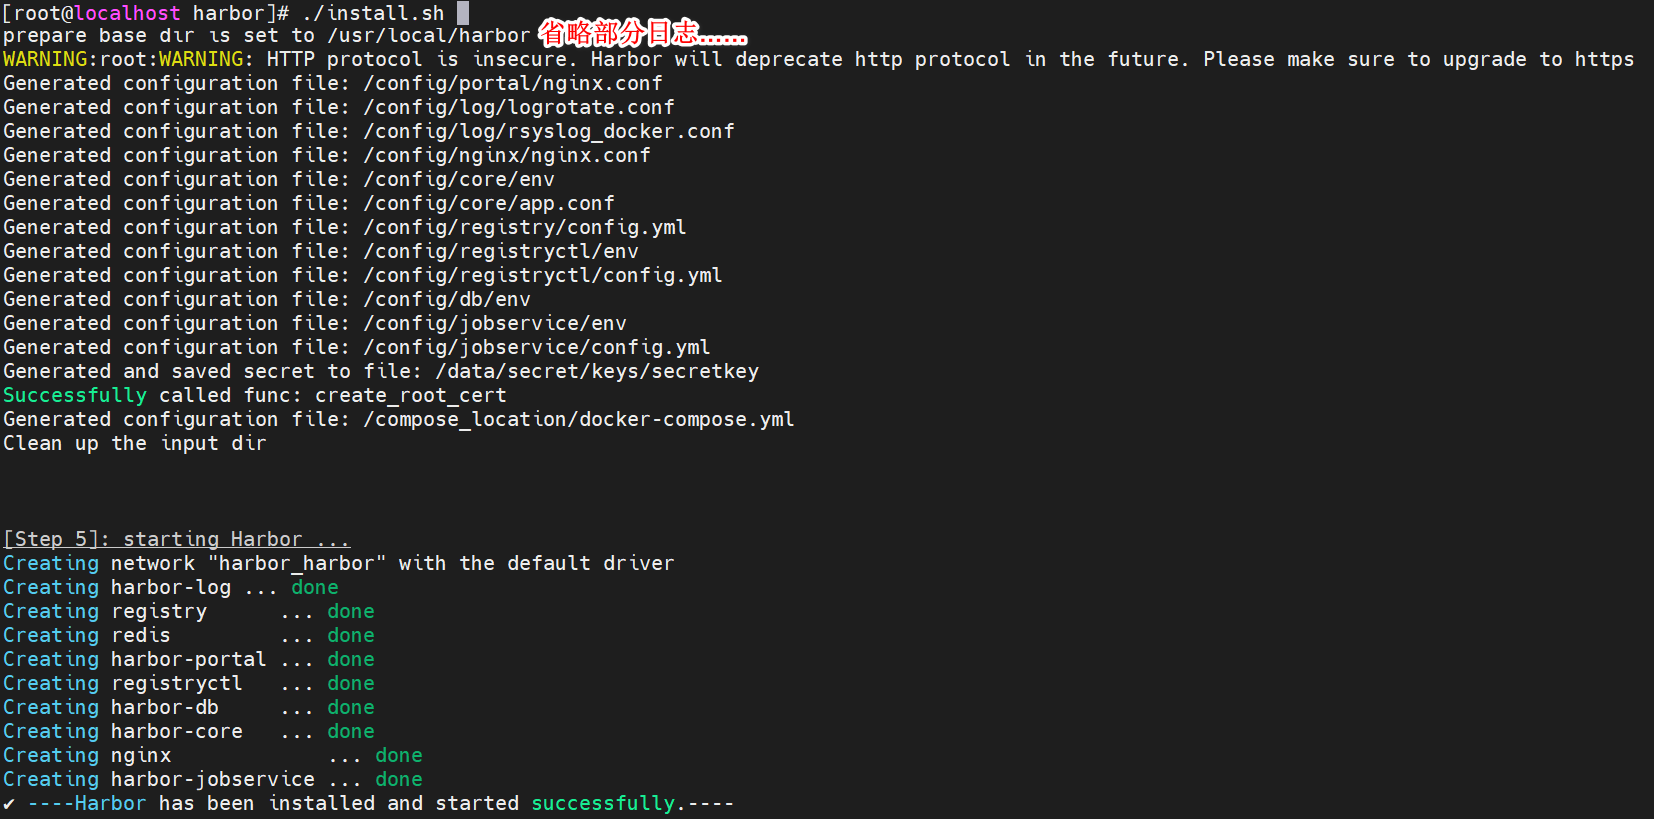 [root@localhost harbor]# ./install.sh
prepare base dir is set to /usr/local/harbor 省略部分日志......
WARNING:root:WARNING: HTTP protocol is insecure. Harbor will deprecate http protocol in the future. Please make sure to upgrade to https
Generated configuration file: /config/portal/nginx.conf
Generated configuration file: /config/log/logrotate.conf
Generated configuration file: /config/log/rsyslog_docker.conf
Generated configuration file: /config/nginx/nginx.conf
Generated configuration file: /config/core/env
Generated configuration file: /config/core/app.conf
Generated configuration file: /config/registry/config.yml
Generated configuration file: /config/registryctl/env
Generated configuration file: /config/registryctl/config.yml
Generated configuration file: /config/db/env
Generated configuration file: /config/jobservice/env
Generated configuration file: /config/jobservice/config.yml
Generated and saved secret to file: /data/secret/keys/secretkey
Successfully called func: create_root_cert
Generated configuration file: /compose_location/docker-compose.yml
Clean up the input dir
[Step 5]: starting Harbor ...
Creating network "harbor_harbor" with the default driver
Creating harbor-log ... done
Creating registry      ... done
Creating redis         ... done
Creating harbor-portal ... done
Creating registryctl   ... done
Creating harbor-db     ... done
Creating harbor-core   ... done
Creating nginx             ... done
Creating harbor-jobservice ... done
✔ ----Harbor has been installed and started successfully.----